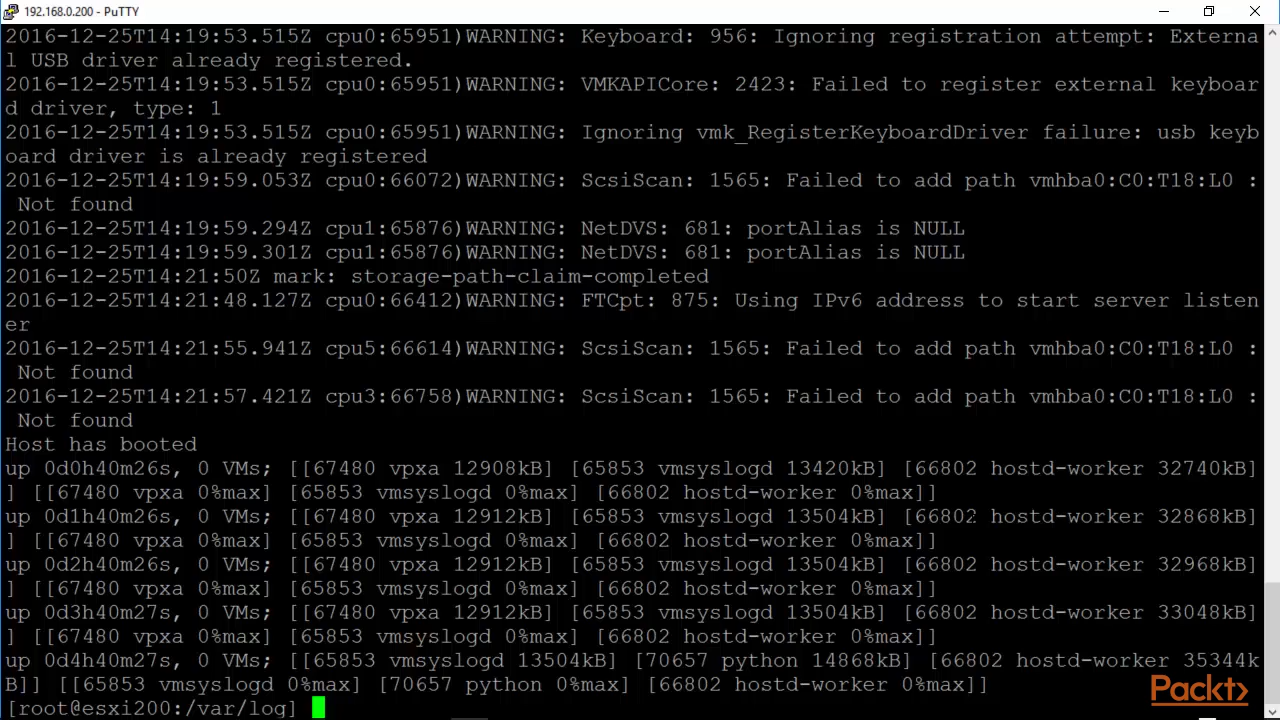 192.168.0.200 - PuTTY
2016-12-25T14:19:53.515Z cpu0:65951)WARNING: Keyboard: 956: Ignoring registration attempt: Externa
l USB driver already registered.
2016-12-25T14:19:53.515Z cpu0:65951)WARNING: VMKAPICore: 2423: Failed to register external keyboar
d driver, type: 1
2016-12-25T14:19:53.515Z cpu0:65951)WARNING: Ignoring vmk_RegisterKeyboardDriver failure: usb keyb
oard driver is already registered
2016-12-25T14:19:59.053Z cpu0:66072)WARNING: ScsiScan: 1565: Failed to add path vmhba0:C0:T18:L0 :
 Not found
2016-12-25T14:19:59.294Z cpu1:65876)WARNING: NetDVS: 681: portAlias is NULL
2016-12-25T14:19:59.301Z cpu1:65876)WARNING: NetDVS: 681: portAlias is NULL
2016-12-25T14:21:50Z mark: storage-path-claim-completed
2016-12-25T14:21:48.127Z cpu0:66412)WARNING: FTCpt: 875: Using IPv6 address to start server listen
er
2016-12-25T14:21:55.941Z cpu5:66614)WARNING: ScsiScan: 1565: Failed to add path vmhba0:C0:T18:L0 :
 Not found
2016-12-25T14:21:57.421Z cpu3:66758)WARNING: ScsiScan: 1565: Failed to add path vmhba0:C0:T18:L0 :
 Not found
Host has booted
up 0d0h40m26s, 0 VMs; [[67480 vpxa 12908kB] [65853 vmsyslogd 13420kB] [66802 hostd-worker 32740kB]
] [[67480 vpxa 0%max] [65853 vmsyslogd 0%max] [66802 hostd-worker 0%max]]
up 0d1h40m26s, 0 VMs; [[67480 vpxa 12912kB] [65853 vmsyslogd 13504kB] [66802 hostd-worker 32868kB]
] [[67480 vpxa 0%max] [65853 vmsyslogd 0%max] [66802 hostd-worker 0%max]]
up 0d2h40m26s, 0 VMs; [[67480 vpxa 12912kB] [65853 vmsyslogd 13504kB] [66802 hostd-worker 32968kB]
] [[67480 vpxa 0%max] [65853 vmsyslogd 0%max] [66802 hostd-worker 0%max]]
up 0d3h40m27s, 0 VMs; [[67480 vpxa 12912kB] [65853 vmsyslogd 13504kB] [66802 hostd-worker 33048kB]
] [[67480 vpxa 0%max] [65853 vmsyslogd 0%max] [66802 hostd-worker 0%max]]
up 0d4h40m27s, 0 VMs; [[65853 vmsyslogd 13504kB] [70657 python 14868kB] [66802 hostd-worker 35344k
B]] [[65853 vmsyslogd 0%max] [70657 python 0%max] [66802 hostd-worker 0%max]]
[root@esxi200:/var/log]
Packt>